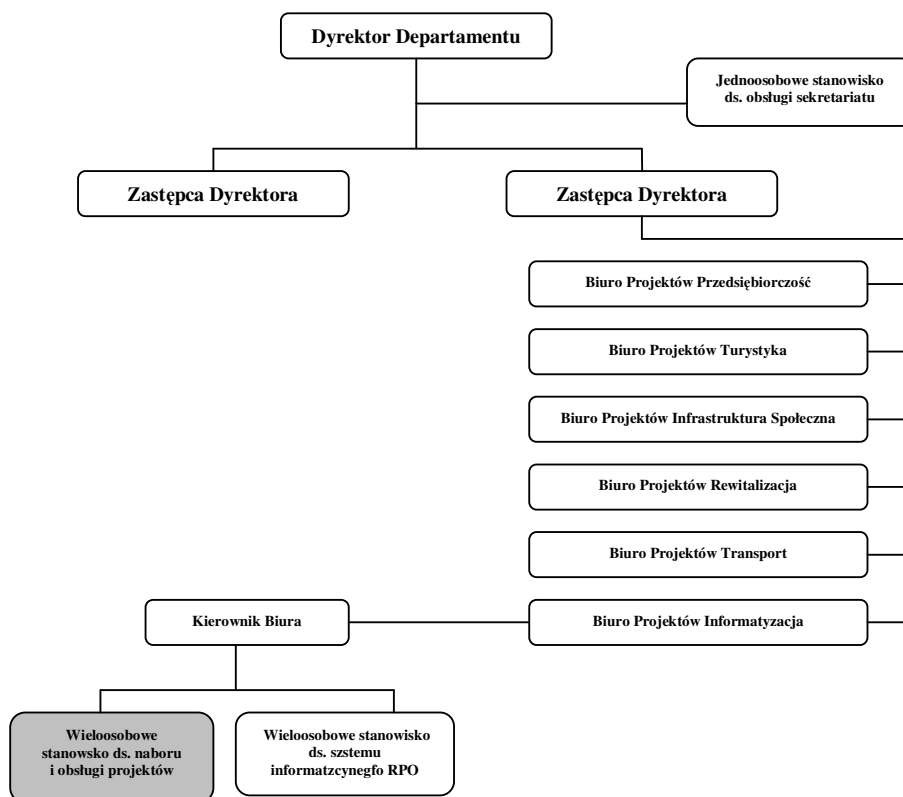 Dyrektor Departamentu
Jednoosobowe stanowisko
ds. obsługi sekretariatu
Zastępca Dyrektora
Zastępca Dyrektora
Biuro Projektów Przedsiębiorczość
Biuro Projektów Turystyka
Biuro Projektów Infrastruktura Społeczna
Biuro Projektów Rewitalizacja
Biuro Projektów Transport
Kierownik Biura
Biuro Projektów Informatyzacja
Wieloosobowe
stanowsko ds. naboru
i obsługi projektów
Wieloosobowe stanowisko
ds. szstemu
informatzcynegfo RPO